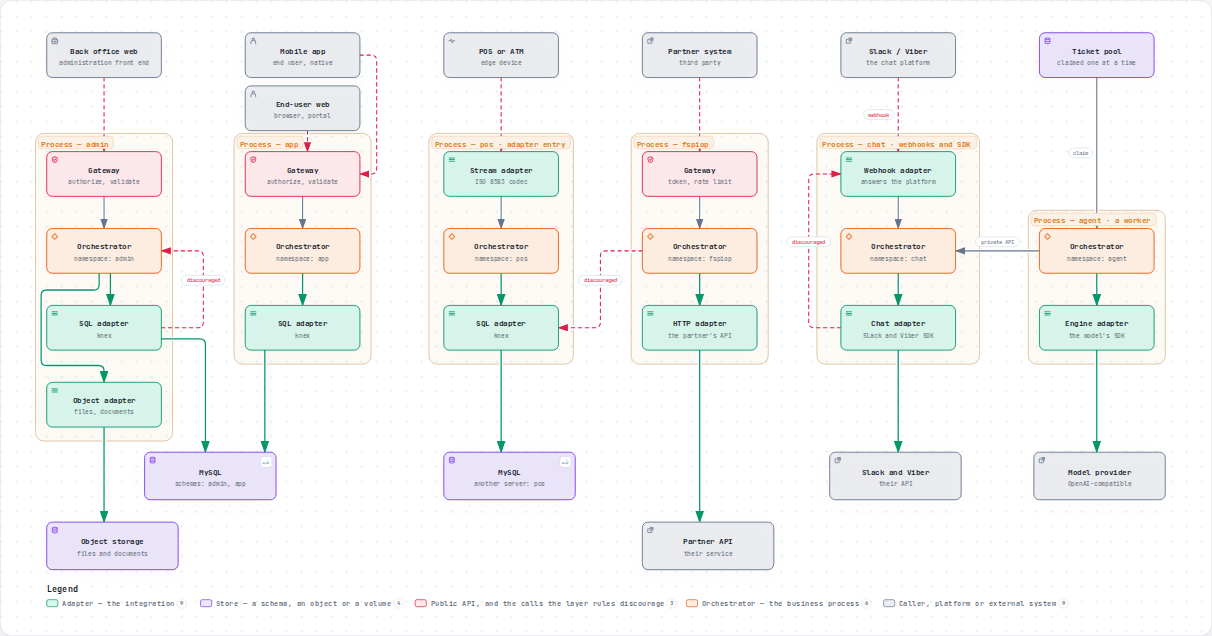 Back office web
administration front end
Mobile app
end user, native
POS or ATM
edge device
Partner system
third party
Slack / Viber
the chat platform
Ticket pool
claimed one at a time
End-user web
browser, portal
webhook
Process — admin
Process — app
Process — pos · adapter entry
Process — fspiop
Process — chat · webhooks and SDK
claim
Gateway
authorize, validate
Gateway
authorize, validate
Stream adapter
ISO 8583 codec
Gateway
token, rate limit
Webhook adapter
answers the platform
Process — agent · a worker
Orchestrator
namespace: admin
Orchestrator
namespace: app
Orchestrator
namespace: pos
Orchestrator
namespace: fspiop
discouraged
Orchestrator
namespace: chat
private API
Orchestrator
namespace: agent
discouraged
discouraged
SQL adapter
knex
SQL adapter
knex
SQL adapter
knex
HTTP adapter
the partner's API
Chat adapter
Slack and Viber SDK
Engine adapter
the model's SDK
Object adapter
files, documents
MySQL
schemas: admin, app
MySQL
another server: pos
Slack and Viber
their API
Model provider
OpenAI-compatible
Object storage
files and documents
Partner API
their service
Legend
Adapter — the integration 9
Store — a schema, an object or a volume 4
Public API, and the calls the layer rules discourage 3
Orchestrator — the business process 6
Caller, platform or external system 9